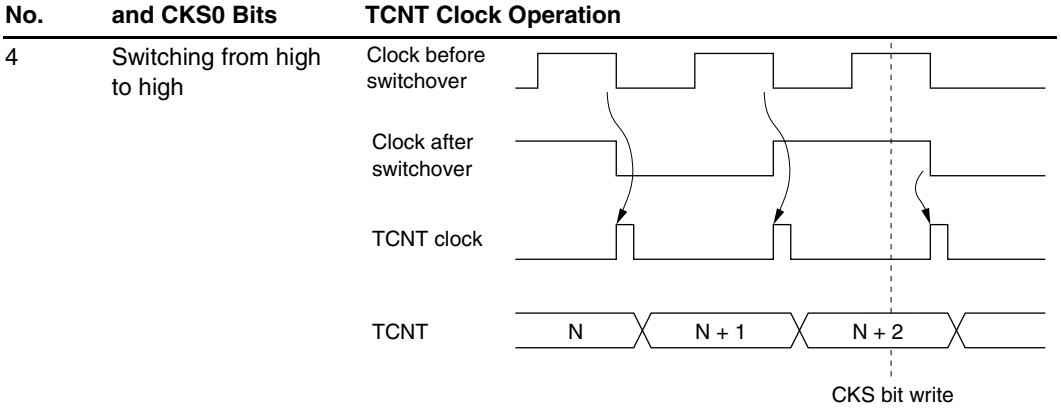 No. and CKS0 Bits TCNT Clock Operation
4 Switching from high to high
Clock before switchover
Clock after switchover
TCNT clock
TCNT N N + 1 N + 2
CKS bit write